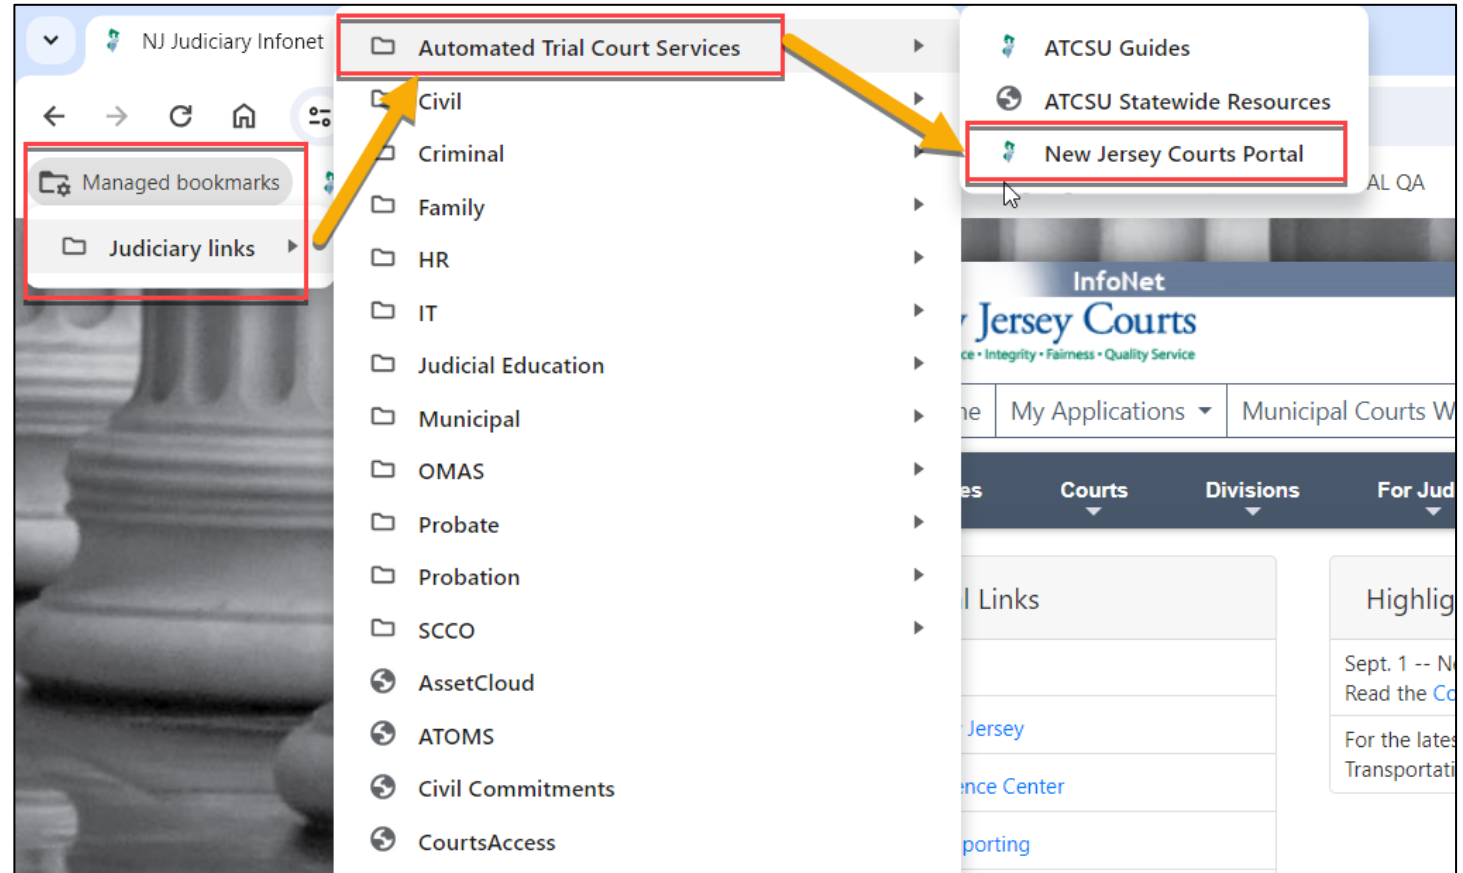 NJ Judiciary Infonet
Managed bookmarks
Judiciary links
Automated Trial Court Services
Civil
Criminal
Family
HR
IT
Judicial Education
Municipal
OMAS
Probate
Probation
SCCO
AssetCloud
ATOMS
Civil Commitments
CourtsAccess
ATCSU Guides
ATCSU Statewide Resources
New Jersey Courts Portal
AL QA
InfoNet
Jersey Courts
Integrity • Fairness • Quality Service
My Applications
Municipal Courts W
Courts
Divisions
For Jud
Links
Jersey
Center
porting
Highlig
Sept. 1 -- N
Read the Co
For the lates
Transportati